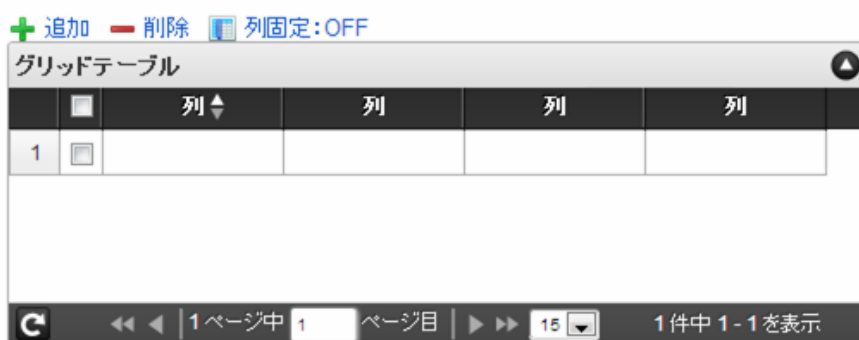 追加 削除 列固定:OFF
グリッドテーブル
列 列 列 列
1
1 ページ中 1 ページ目 15 1 件中 1 - 1 を表示